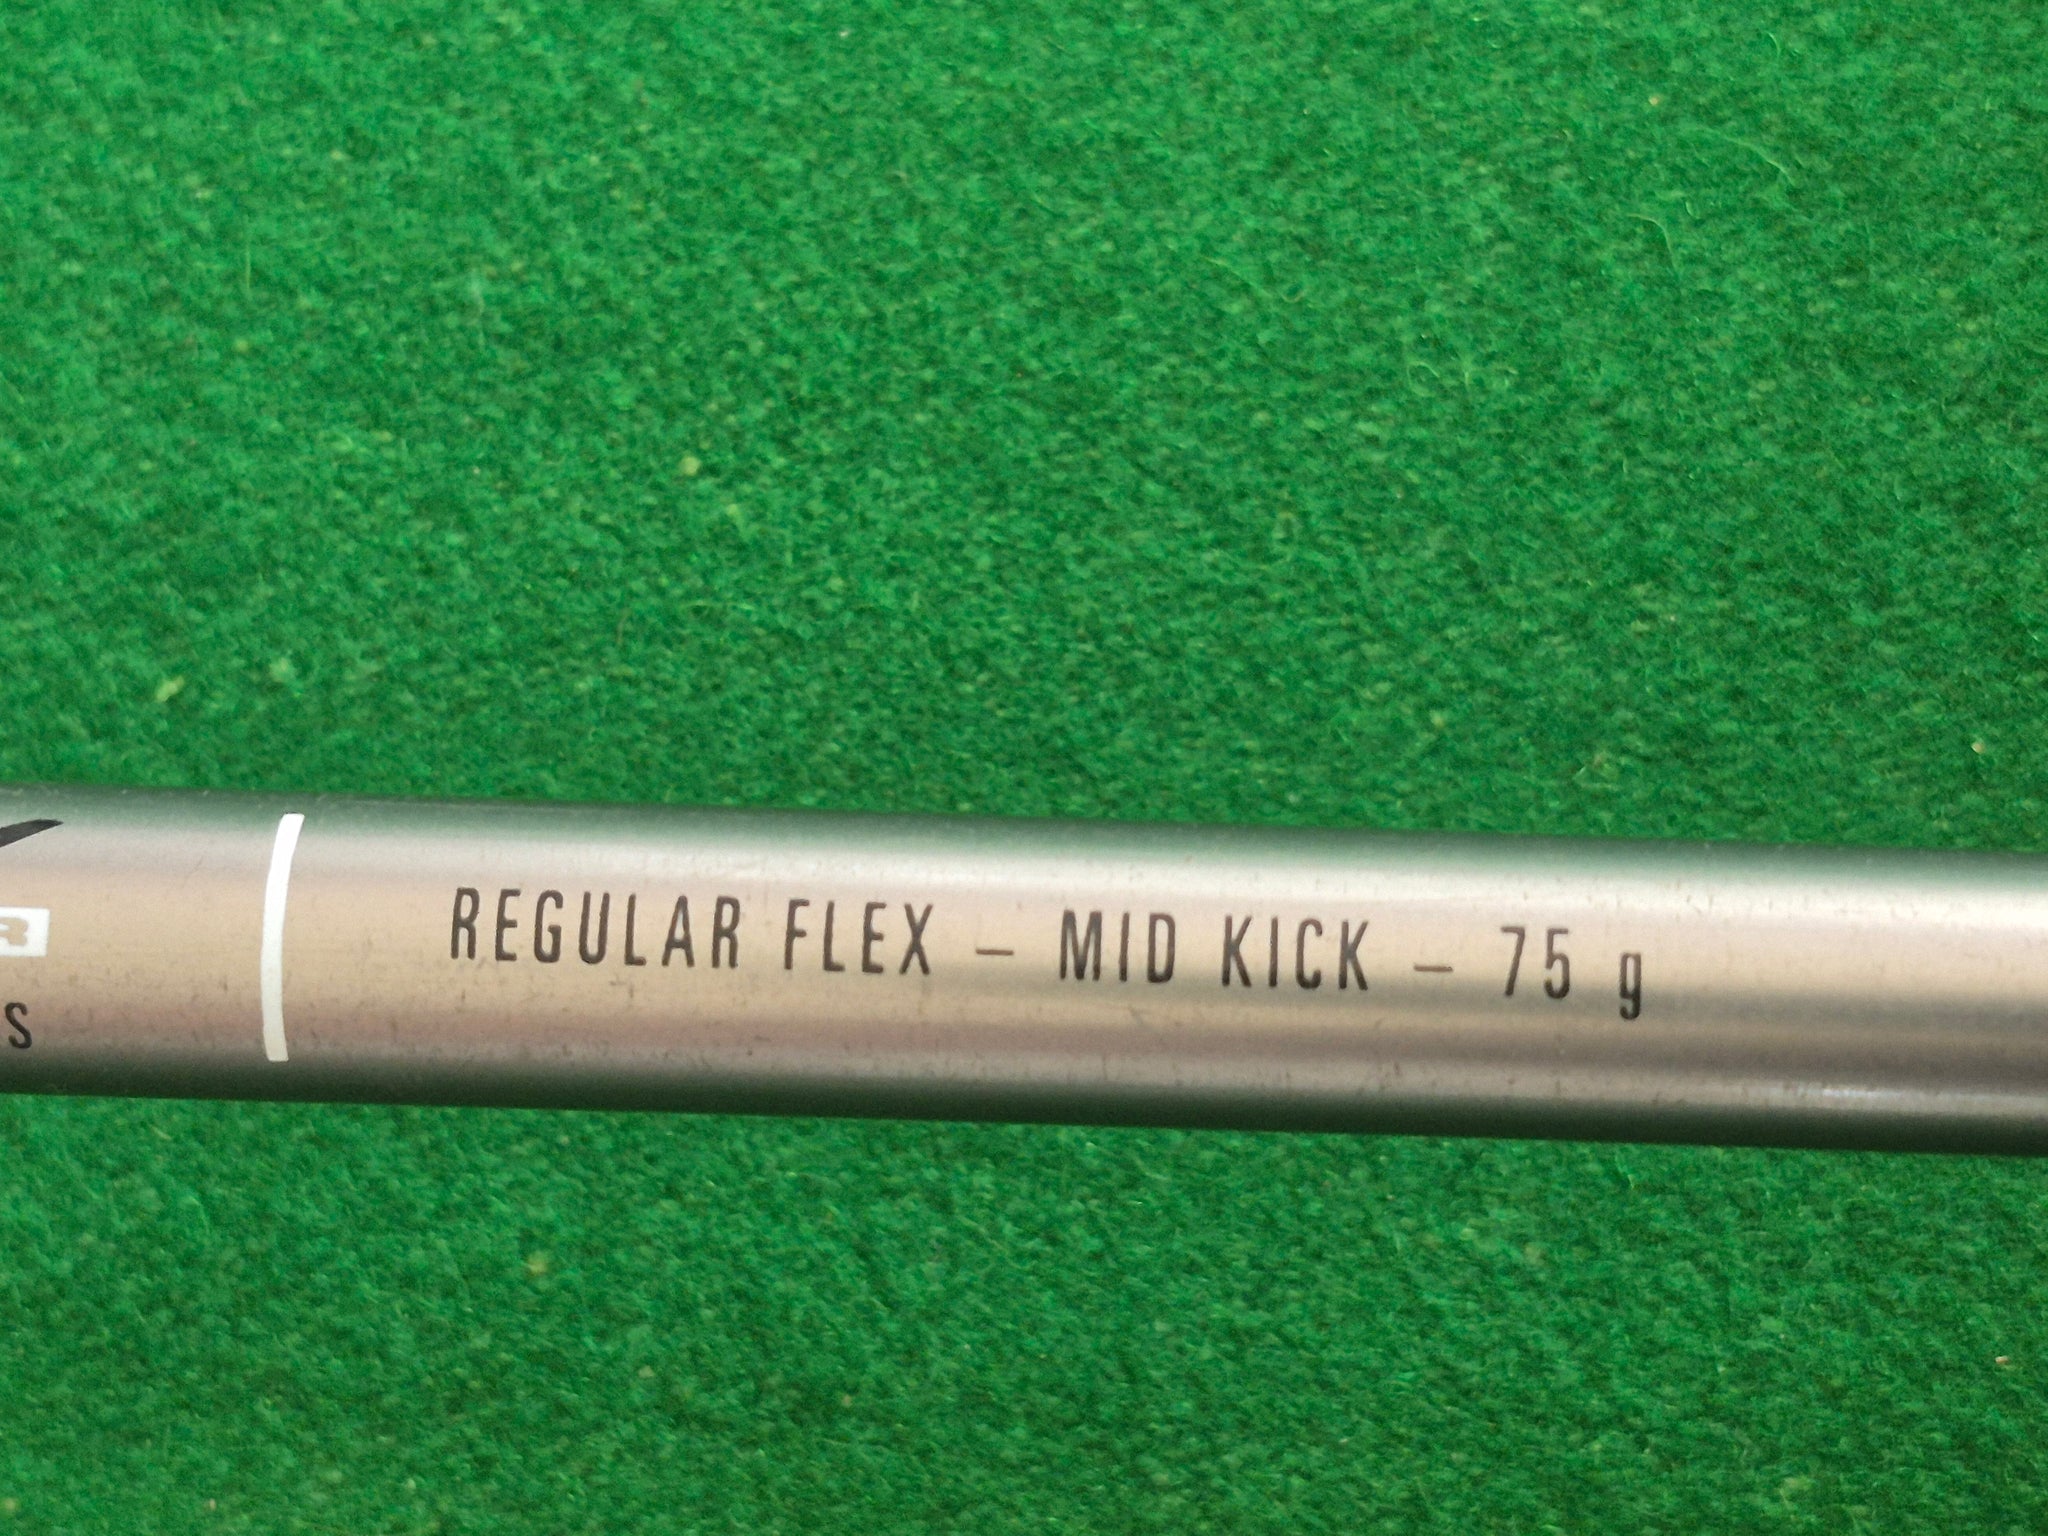 REGULAR FLEX – MID KICK – 75 g
R
S